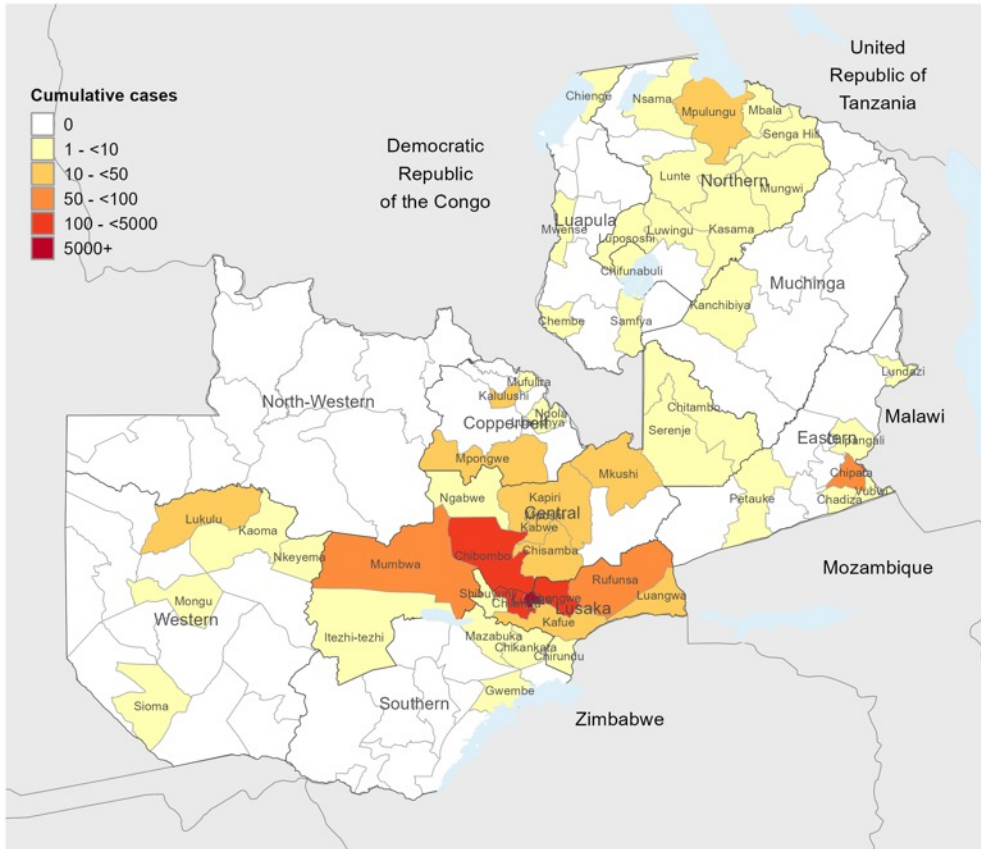 United
Republic of
Tanzania
Cumulative cases
0
1 - <10
10 - <50
50 - <100
100 - <5000
5000+
Democratic
Republic
of the Congo
Chienge
Nsama
Mpulungu
Mbala
Senga Hill
Lunte
Northern
Mungwi
Luapula
Mwense
Lupososhi
Luwingu
Kasama
Chifunabuli
Muchinga
Kanchibiya
Chembe
Samfya
Lundazi
Mufulira
Kalulushi
North-Western
Ndola
Copperbelt
Chitambo
Malawi
Serenje
Eastern
Chipangali
Mpongwe
Mkushi
Chipata
Ngabwe
Kapiri
Petauke
Vubwi
Chadiza
Central
Lukulu
Kabwe
Kaoma
Chisamba
Nkeyema
Chibombo
Mumbwa
Mozambique
Rufunsa
Shibuyunji
Luangwa
Mongu
Lusaka
Western
Kafue
Itezhi-tezhi
Mazabuka
Chikankata
Chirundu
Gwembe
Sioma
Southern
Zimbabwe